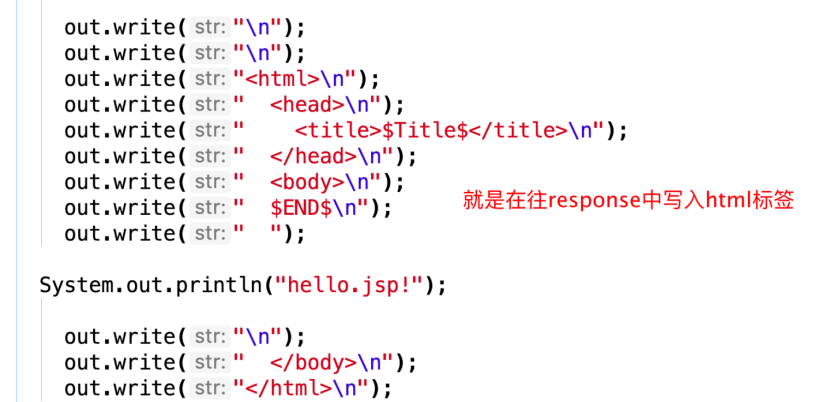 out.write( str: "\n");
out.write( str: "\n");
out.write( str: "<html>\n");
out.write( str: "  <head>\n");
out.write( str: "    <title>$Title$</title>\n");
out.write( str: "  </head>\n");
out.write( str: "  <body>\n");
out.write( str: "  $END$\n"); 就是在往response中写入html标签
out.write( str: "  ");
System.out.println("hello.jsp!");
out.write( str: "\n");
out.write( str: "  </body>\n");
out.write( str: "</html>\n");